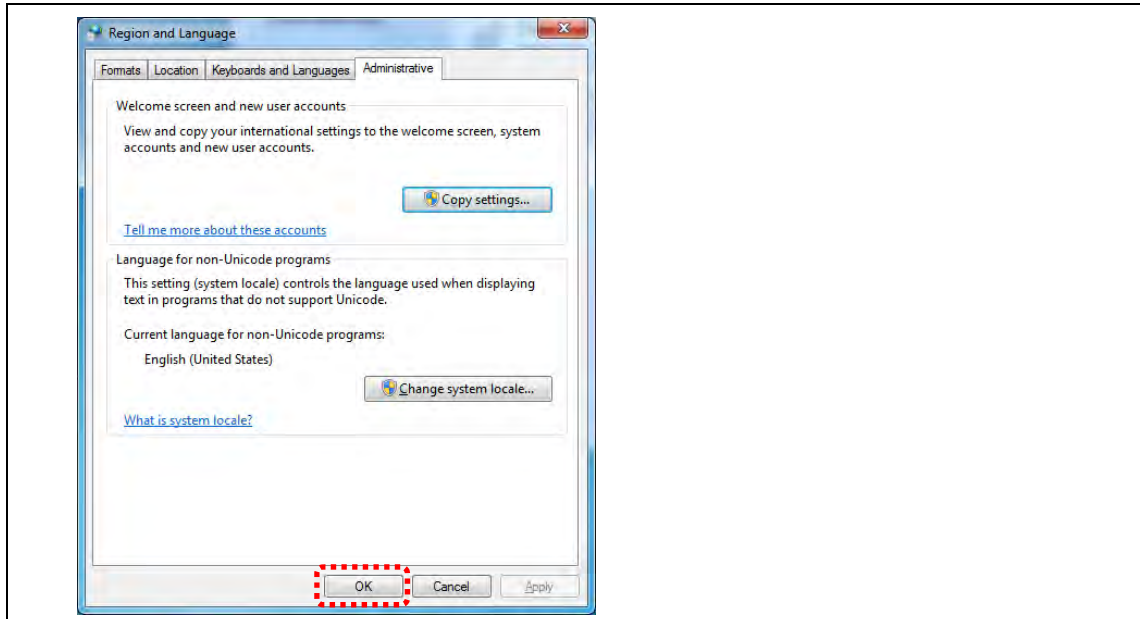 Region and Language
Formats Location Keyboards and Languages Administrative
Welcome screen and new user accounts
View and copy your international settings to the welcome screen, system
accounts and new user accounts.
Copy settings...
Tell me more about these accounts
Language for non-Unicode programs
This setting (system locale) controls the language used when displaying
text in programs that do not support Unicode.
Current language for non-Unicode programs:
English (United States)
Change system locale...
What is system locale?
OK Cancel Apply